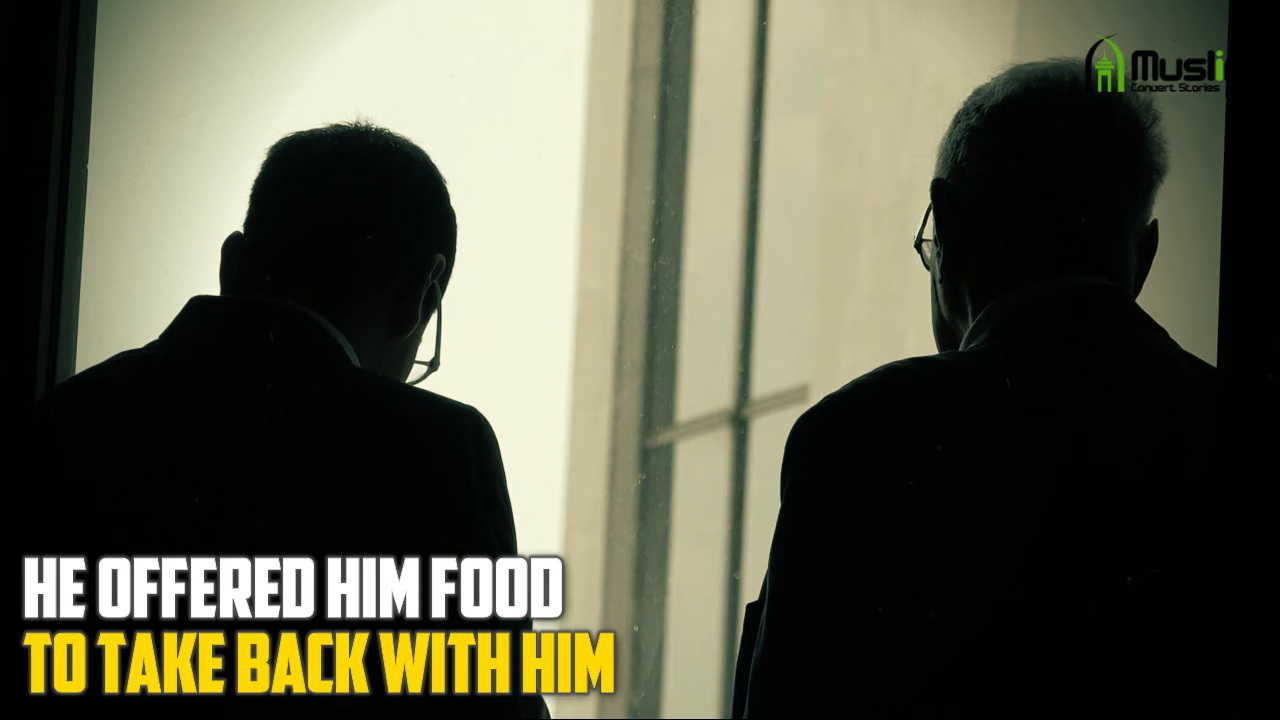 Musli
Convert Stories
HE OFFERED HIM FOOD
TO TAKE BACK WITH HIM